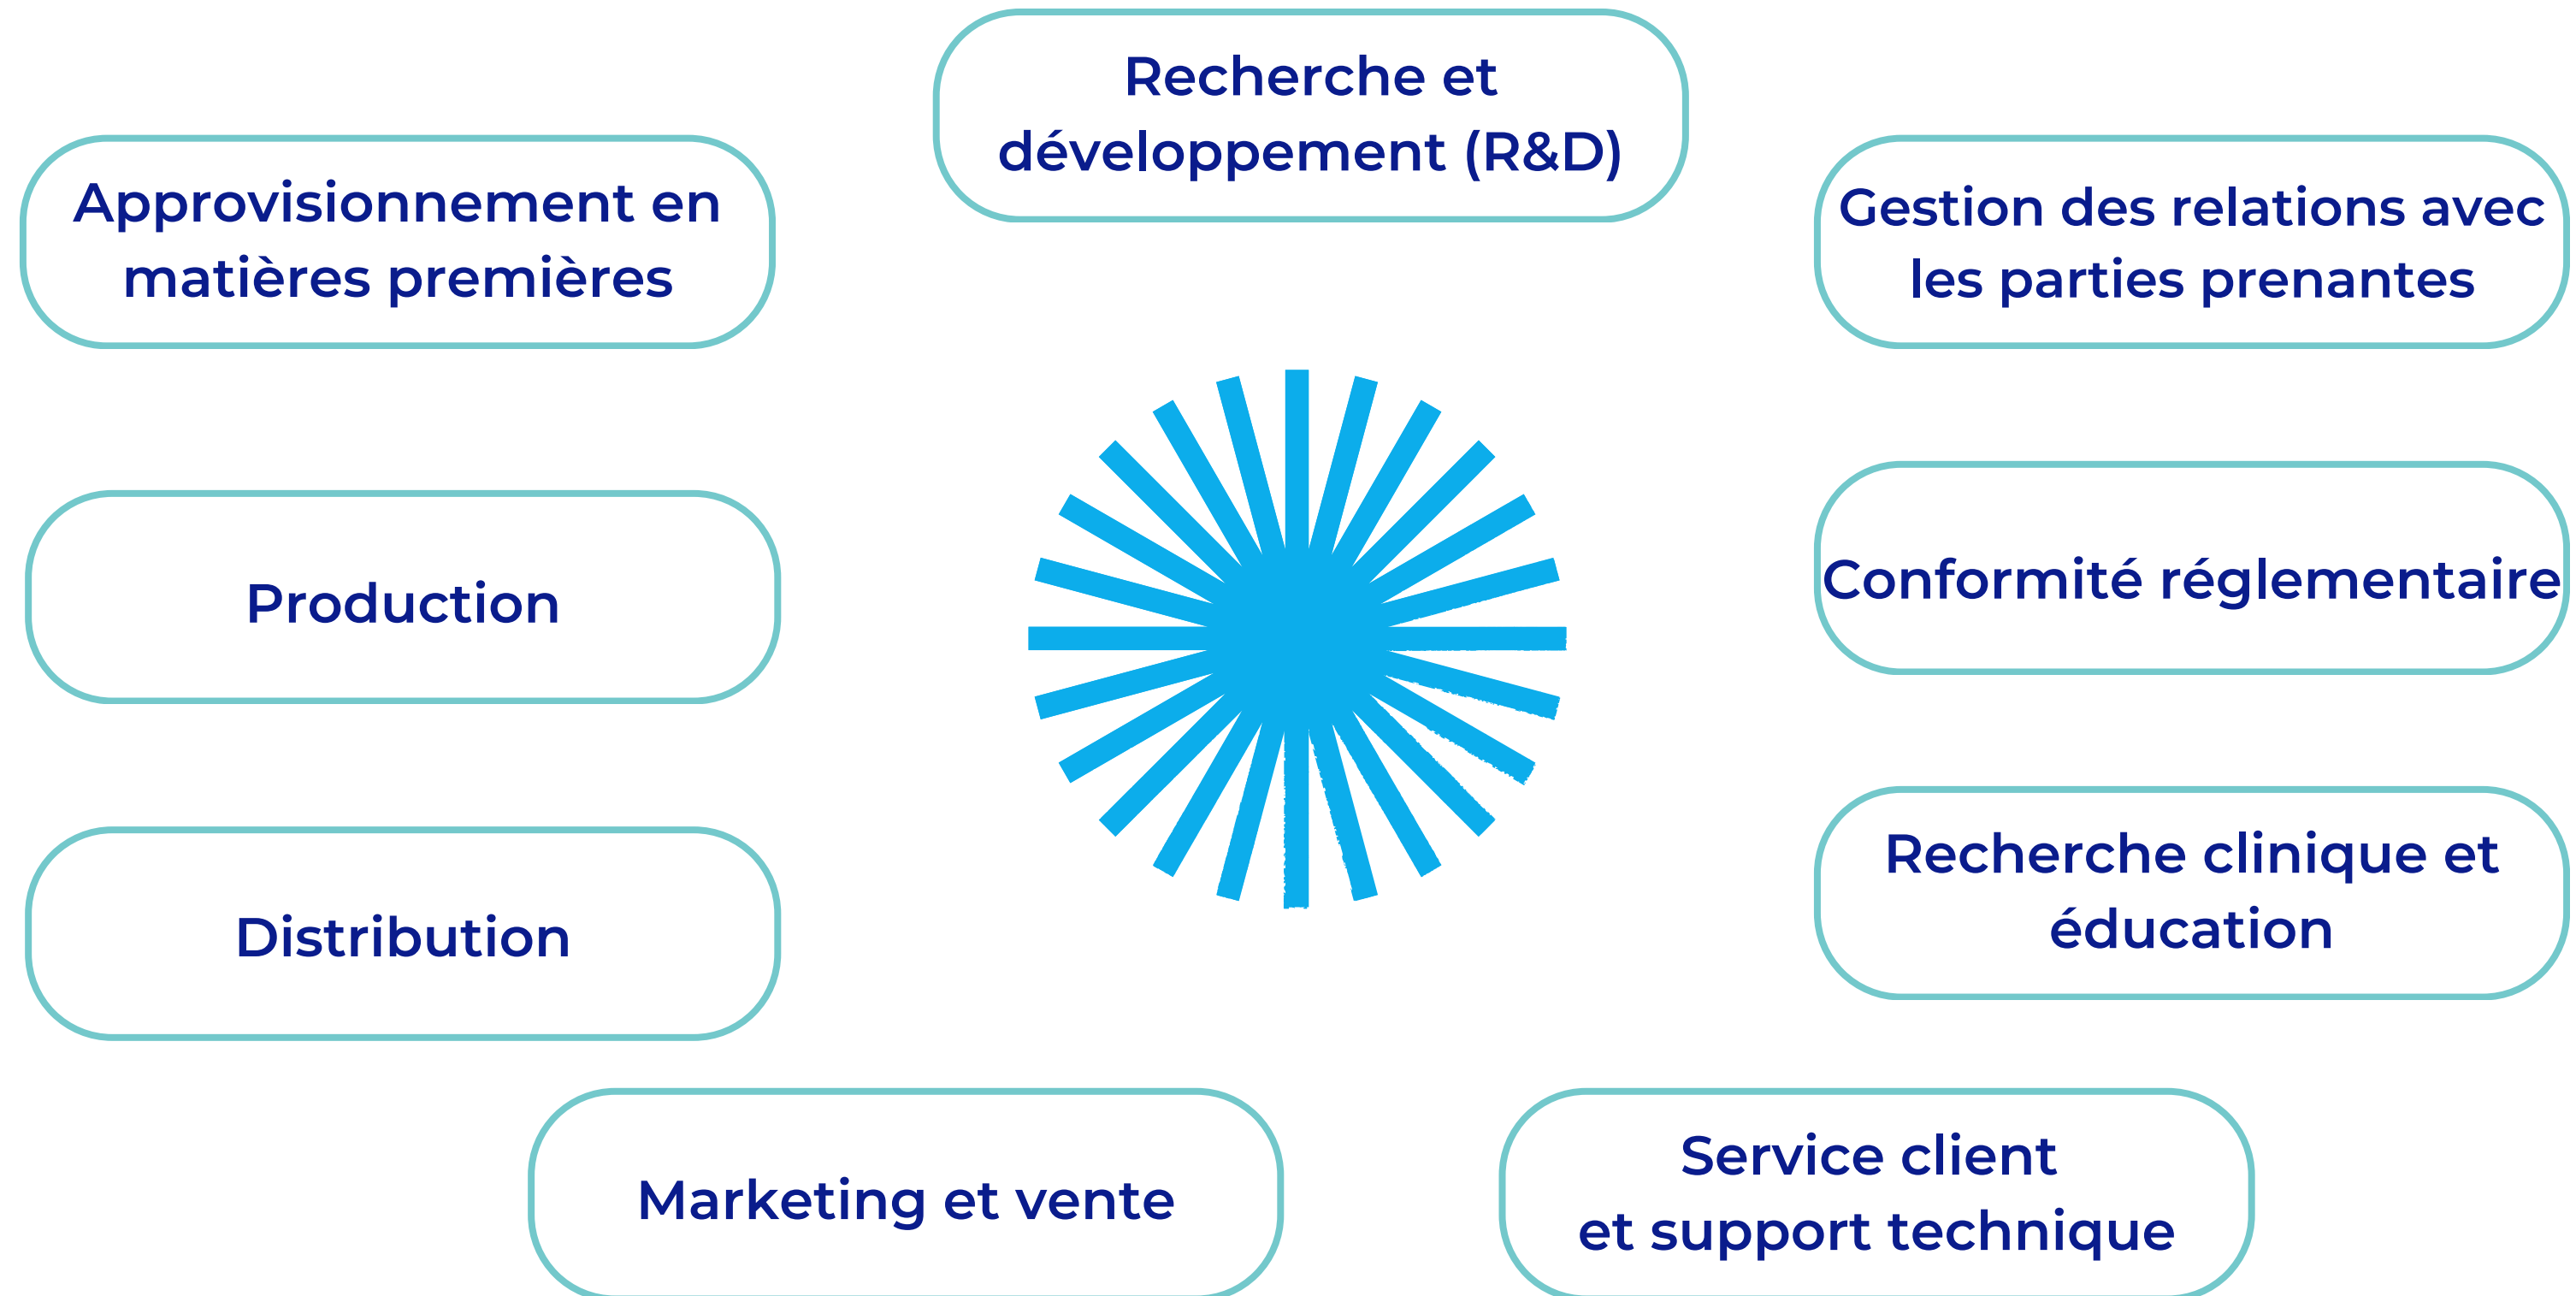 Recherche et
développement (R&D)
Approvisionnement en
matières premières
Gestion des relations avec
les parties prenantes
Production
Conformité réglementaire
Distribution
Recherche clinique et
éducation
Marketing et vente
Service client
et support technique